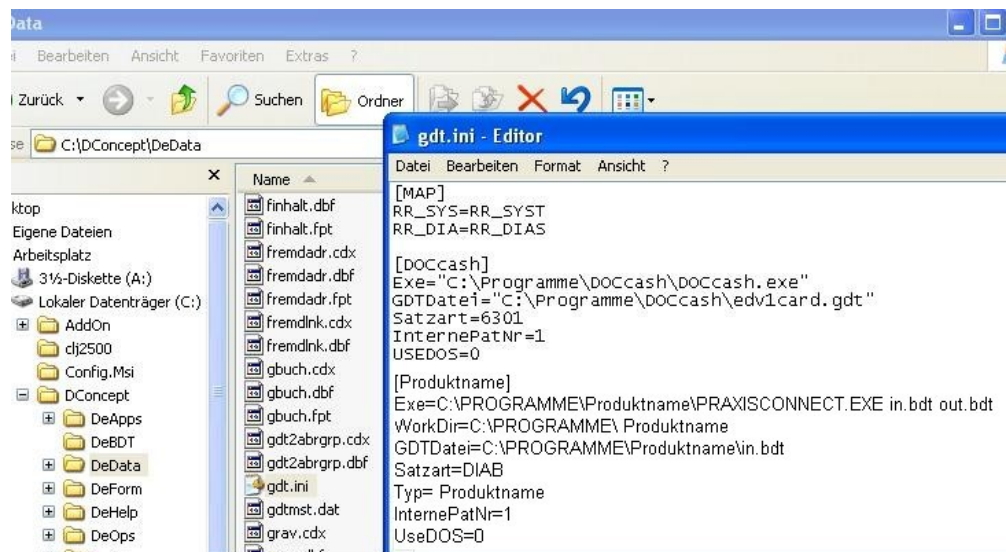 Data
Bearbeiten Ansicht Favoriten Extras ?
Zurück Suchen Ordner
C:\DConcept\DeData
ktop
Eigene Dateien
Arbeitsplatz
3½-Diskette (A:)
Lokaler Datenträger (C:)
AddOn
clj2500
Config.Msi
DConcept
DeApps
DeBDT
DeData
DeForm
DeHelp
DeOps
Name
finhalt.dbf
finhalt.fpt
fremdadr.cdx
fremdadr.dbf
fremdadr.fpt
fremdlnk.cdx
fremdlnk.dbf
gbuch.cdx
gbuch.dbf
gbuch.fpt
gdt2abrgrp.cdx
gdt2abrgrp.dbf
gdt.ini
gdtmst.dat
grav.cdx
gdt.ini - Editor
Datei Bearbeiten Format Ansicht ?
[MAP]
RR_SYS=RR_SYST
RR_DIA=RR_DIAS
[DOCcash]
Exe="C:\Programme\DOCcash\DOCcash.exe"
GDTDatei="C:\Programme\DOCcash\edv1card.gdt"
Satzart=6301
InternePatNr=1
USEDOS=0
[Produktname]
Exe=C:\PROGRAMME\Produktname\PRAXISCONNECT.EXE in.bdt out.bdt
WorkDir=C:\PROGRAMME\ Produktname
GDTDatei=C:\PROGRAMME\Produktname\in.bdt
Satzart=DIAB
Typ= Produktname
InternePatNr=1
UseDOS=0